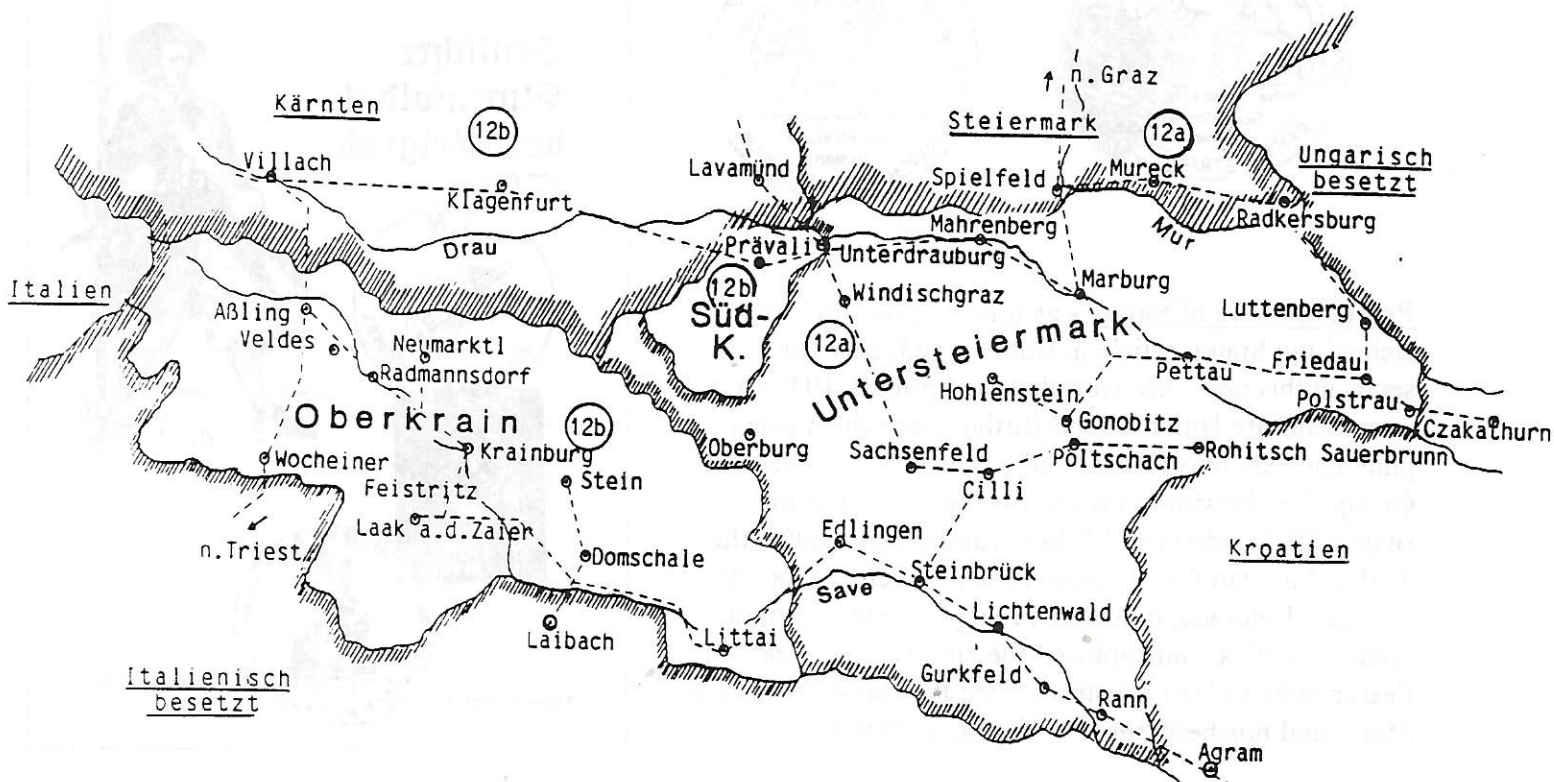 n.Graz
Kärnten
12b
Steiermark
12a
Ungarisch
besetzt
Villach
Klagenfurt
Lavamünd
Spielfeld
Mureck
Radkersburg
Drau
Mahrenberg
Mur
Prävali
Unterdrauburg
Italien
12b
Süd-
K.
Windischgraz
Marburg
Luttenberg
Aßling
Veldes
Neumarktl
Radmannsdorf
12a
Untersteiermark
Pettau
Friedau
Hohlenstein
Polstrau
Czakathurn
Oberkrain
12b
Gonobitz
Oberburg
Krainburg
Wocheiner
Feistritz
Stein
Sachsenfeld
Cilli
Pöltschach
Rohitsch Sauerbrunn
Laak a.d.Zaier
n.Triest
Domschale
Edlingen
Steinbrück
Kroatien
Save
Lichtenwald
Laibach
Littai
Gurkfeld
Rann
Italienisch
besetzt
Agram